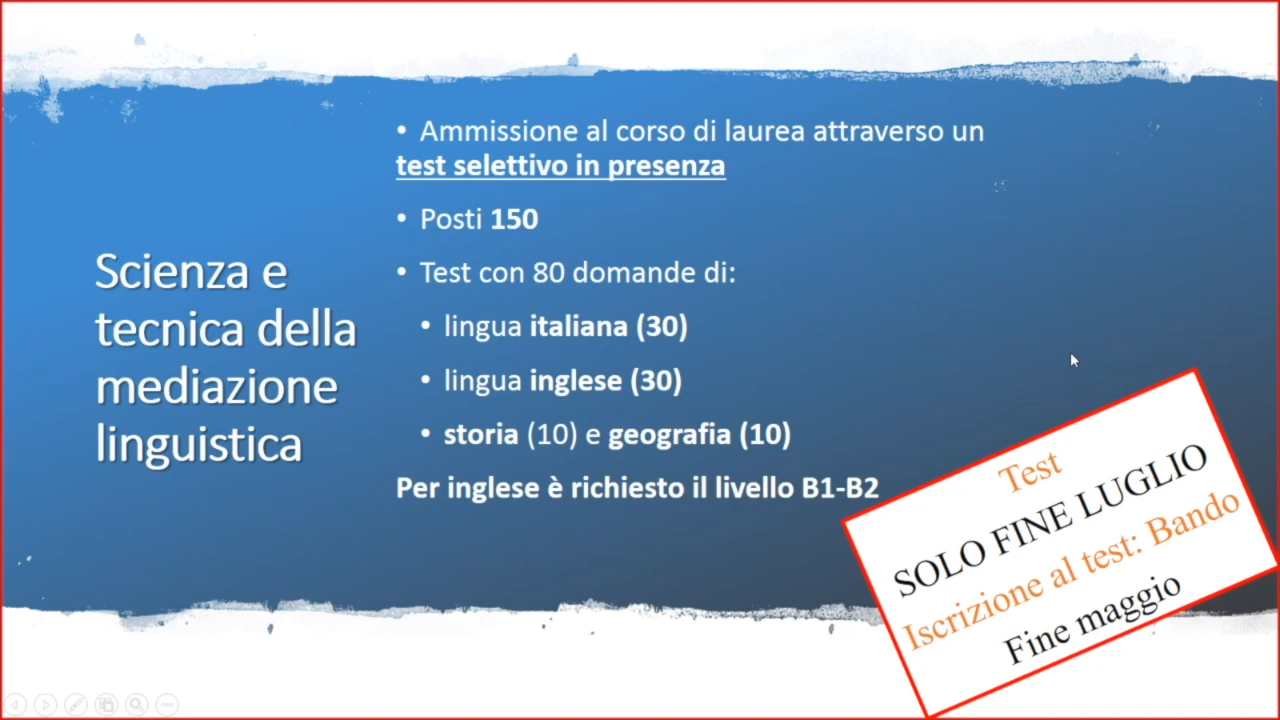 Scienza e
tecnica della
mediazione
linguistica
• Ammissione al corso di laurea attraverso un
test selettivo in presenza
• Posti 150
• Test con 80 domande di:
• lingua italiana (30)
• lingua inglese (30)
• storia (10) e geografia (10)
Per inglese è richiesto il livello B1-B2
Test
SOLO FINE LUGLIO
Iscrizione al test: Bando
Fine maggio